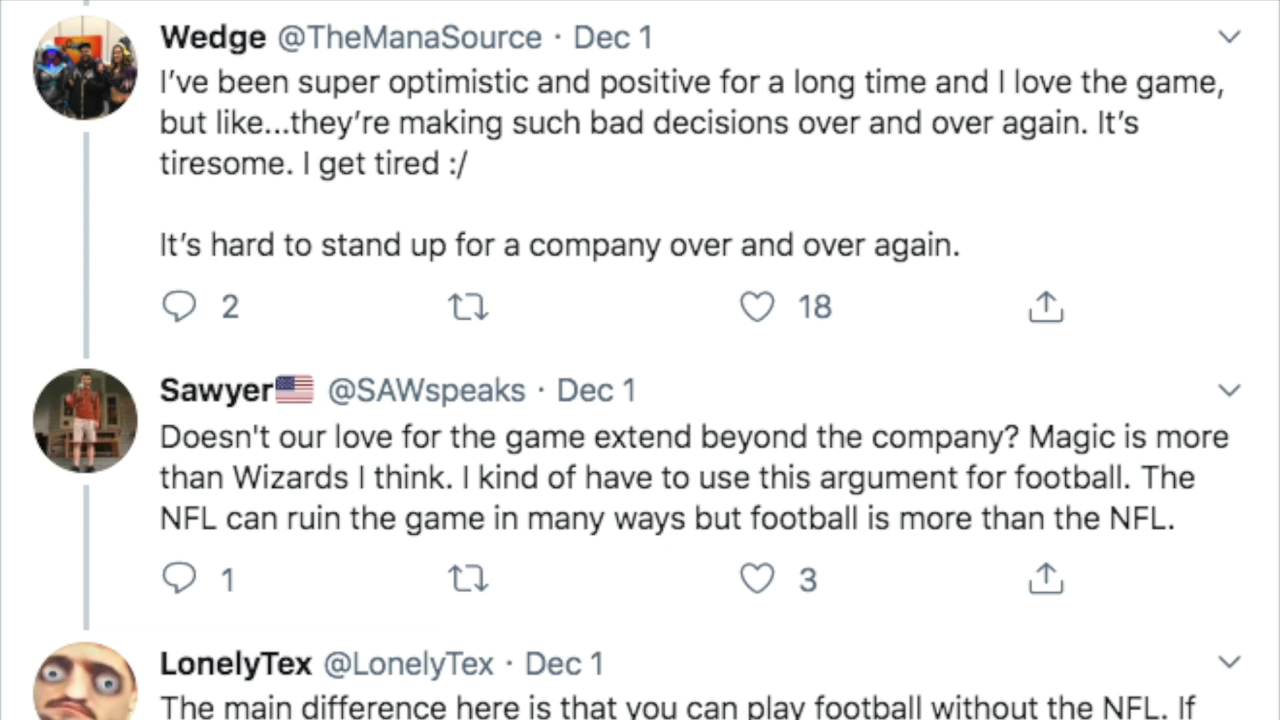 Wedge @TheManaSource · Dec 1
I’ve been super optimistic and positive for a long time and I love the game,
but like...they’re making such bad decisions over and over again. It’s
tiresome. I get tired :/
It’s hard to stand up for a company over and over again.
2 18
Sawyer🇺🇸 @SAWspeaks · Dec 1
Doesn't our love for the game extend beyond the company? Magic is more
than Wizards I think. I kind of have to use this argument for football. The
NFL can ruin the game in many ways but football is more than the NFL.
1 3
LonelyTex @LonelyTex · Dec 1
The main difference here is that you can play football without the NFL. If